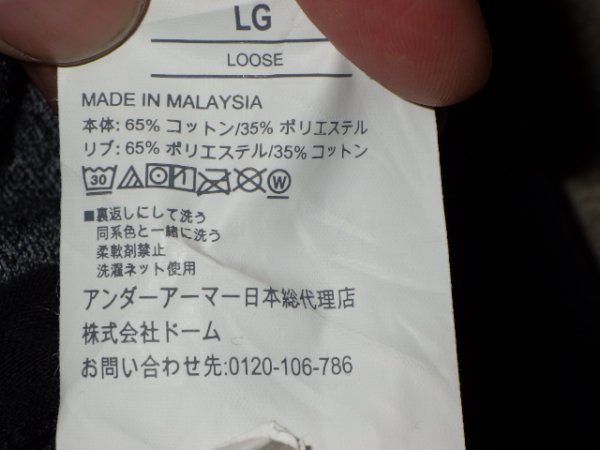 LG
LOOSE
MADE IN MALAYSIA
本体: 65% コットン/35% ポリエステル
リブ: 65% ポリエステル/35% コットン
30 W
■裏返しにして洗う
同系色と一緒に洗う
柔軟剤禁止
洗濯ネット使用
アンダーアーマー日本総代理店
株式会社ドーム
お問い合わせ先:0120-106-786